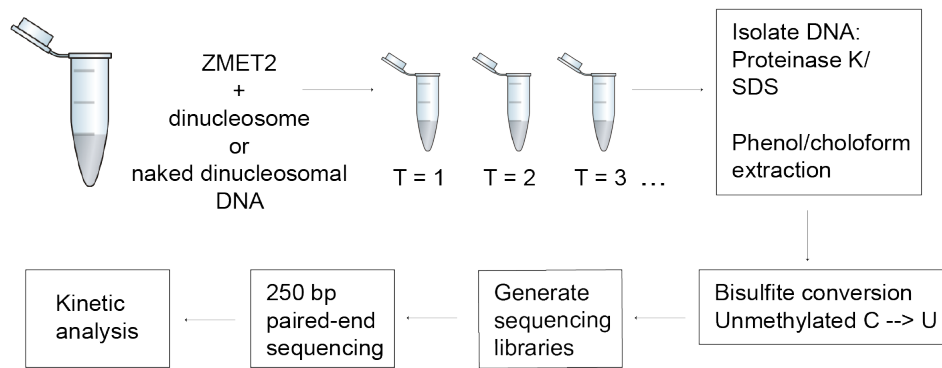 ZMET2
+
dinucleosome
or
naked dinucleosomal
DNA
T = 1
T = 2
T = 3 ...
Isolate DNA:
Proteinase K/
SDS
Phenol/choloform
extraction
Bisulfite conversion
Unmethylated C --> U
Generate
sequencing
libraries
250 bp
paired-end
sequencing
Kinetic
analysis